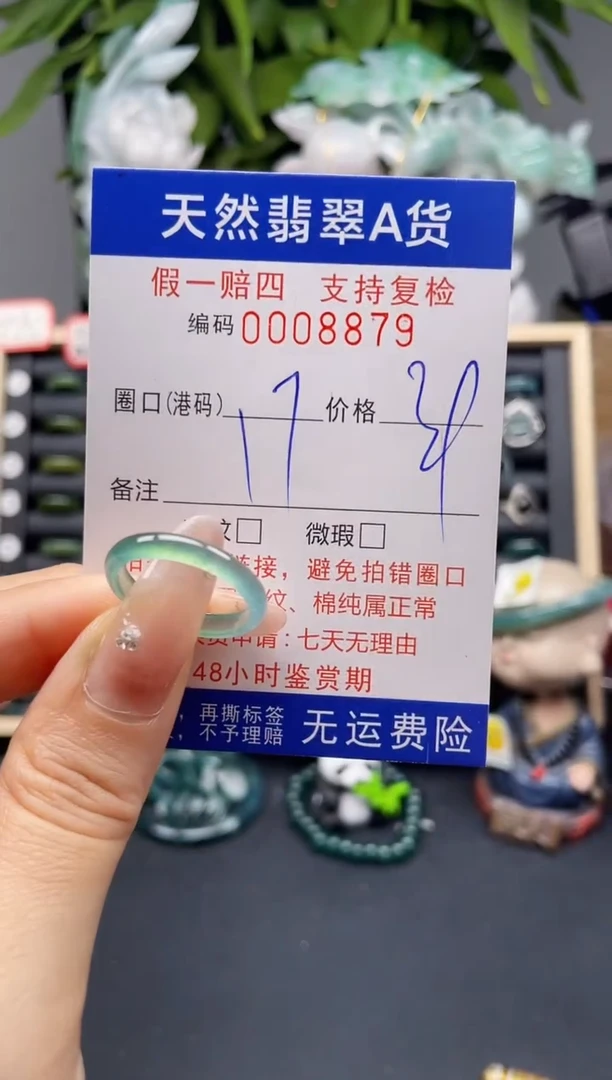 天然翡翠A货
假一赔四 支持复检
编码 0008879
圈口(港码) 17 价格
备注
纹□ 微瑕□
链接，避免拍错圈口
纹、棉纯属正常
申请：七天无理由
48小时鉴赏期
再撕标签
不予理赔
无运费险